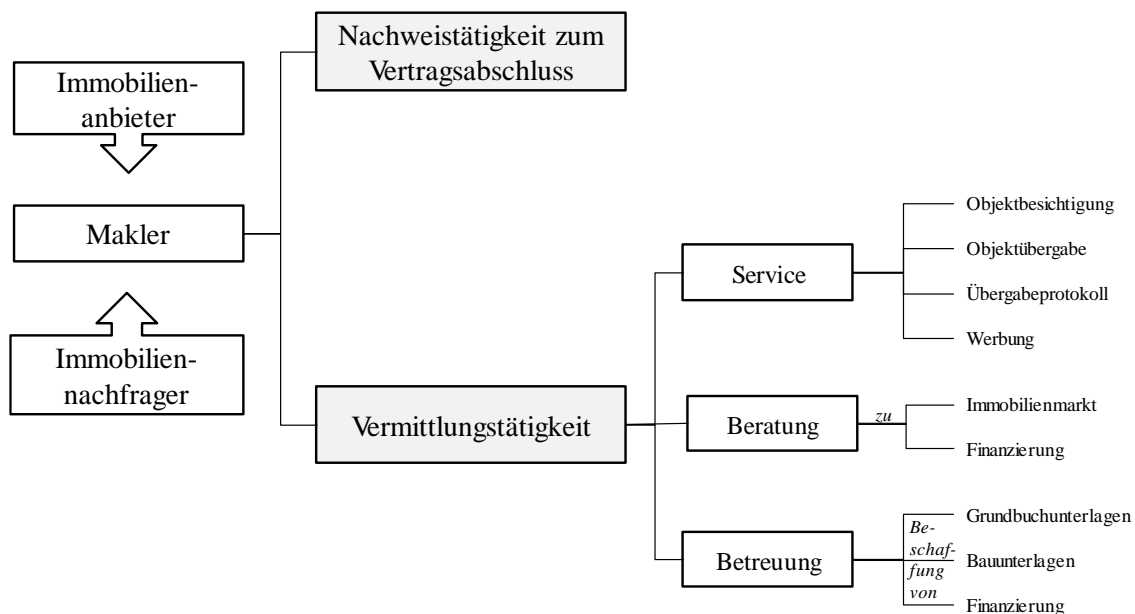 Nachweistätigkeit zum
Vertragsabschluss
Immobilien-
anbieter
Makler
Immobilien-
nachfrager
Vermittlungstätigkeit
Service
Objektbesichtigung
Objektübergabe
Übergabeprotokoll
Werbung
Beratung
zu
Immobilienmarkt
Finanzierung
Betreuung
Be-
schaf-
fung
von
Grundbuchunterlagen
Bauunterlagen
Finanzierung